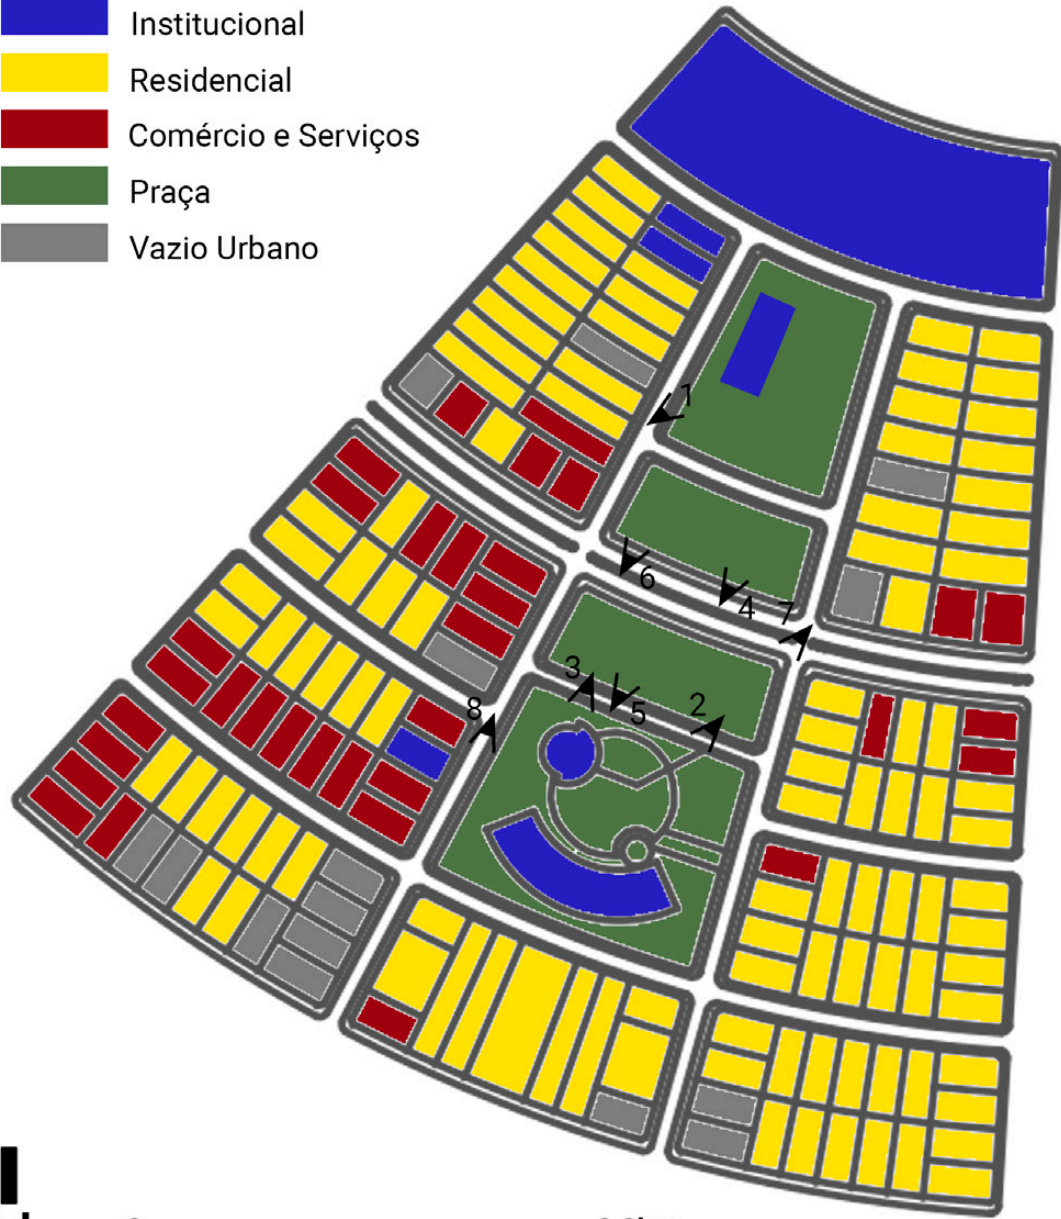 Institucional
Residencial
Comércio e Serviços
Praça
Vazio Urbano
1
6
4
7
3
5
2
8